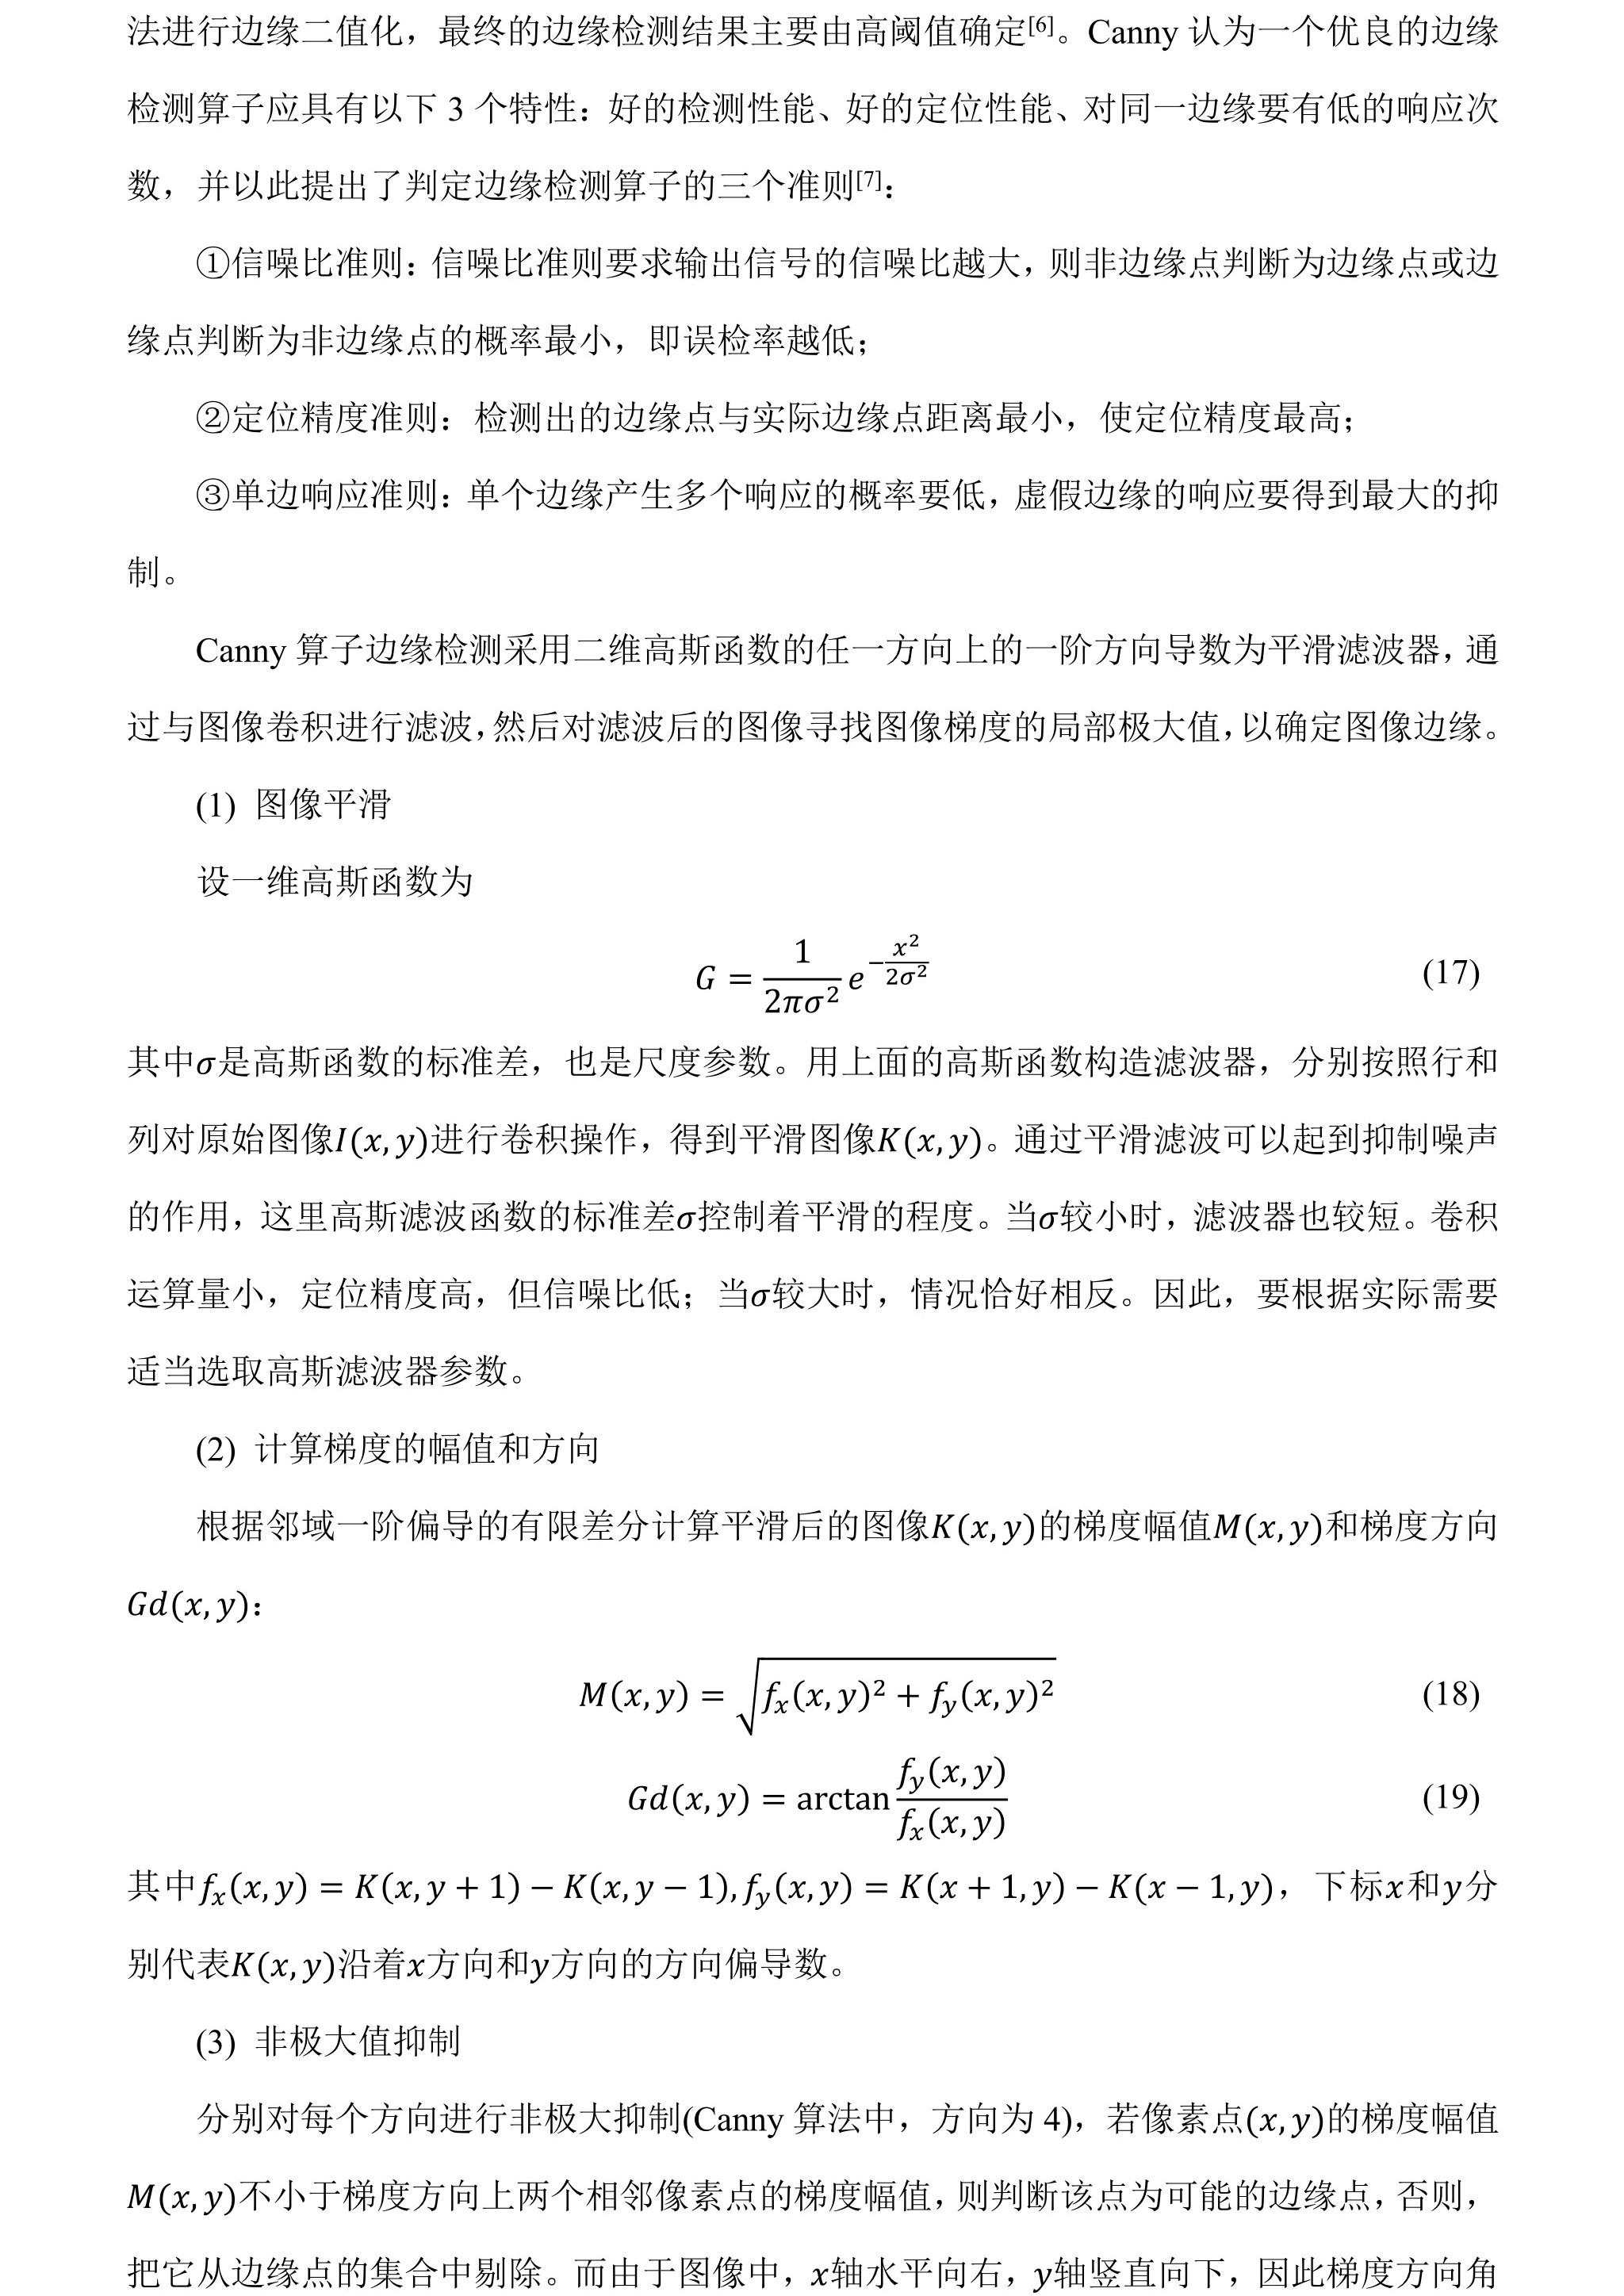 法进行边缘二值化，最终的边缘检测结果主要由高阈值确定[6]。Canny 认为一个优良的边缘
检测算子应具有以下 3 个特性：好的检测性能、好的定位性能、对同一边缘要有低的响应次
数，并以此提出了判定边缘检测算子的三个准则[7]：
①信噪比准则：信噪比准则要求输出信号的信噪比越大，则非边缘点判断为边缘点或边
缘点判断为非边缘点的概率最小，即误检率越低；
②定位精度准则：检测出的边缘点与实际边缘点距离最小，使定位精度最高；
③单边响应准则：单个边缘产生多个响应的概率要低，虚假边缘的响应要得到最大的抑
制。
Canny 算子边缘检测采用二维高斯函数的任一方向上的一阶方向导数为平滑滤波器，通
过与图像卷积进行滤波，然后对滤波后的图像寻找图像梯度的局部极大值，以确定图像边缘。
(1) 图像平滑
设一维高斯函数为
$G = \frac{1}{2\pi\sigma^2} e^{-\frac{x^2}{2\sigma^2}}$ (17)
其中σ是高斯函数的标准差，也是尺度参数。用上面的高斯函数构造滤波器，分别按照行和
列对原始图像I(x, y)进行卷积操作，得到平滑图像K(x, y)。通过平滑滤波可以起到抑制噪声
的作用，这里高斯滤波函数的标准差σ控制着平滑的程度。当σ较小时，滤波器也较短。卷积
运算量小，定位精度高，但信噪比低；当σ较大时，情况恰好相反。因此，要根据实际需要
适当选取高斯滤波器参数。
(2) 计算梯度的幅值和方向
根据邻域一阶偏导的有限差分计算平滑后的图像K(x, y)的梯度幅值M(x, y)和梯度方向
Gd(x, y)：
$M(x, y) = \sqrt{f_x(x, y)^2 + f_y(x, y)^2}$ (18)
$Gd(x, y) = \arctan\frac{f_y(x, y)}{f_x(x, y)}$ (19)
其中$f_x(x, y) = K(x, y + 1) − K(x, y − 1), f_y(x, y) = K(x + 1, y) − K(x − 1, y)$，下标x和y分
别代表K(x, y)沿着x方向和y方向的方向偏导数。
(3) 非极大值抑制
分别对每个方向进行非极大抑制(Canny 算法中，方向为 4)，若像素点(x, y)的梯度幅值
M(x, y)不小于梯度方向上两个相邻像素点的梯度幅值，则判断该点为可能的边缘点，否则，
把它从边缘点的集合中剔除。而由于图像中，x轴水平向右，y轴竖直向下，因此梯度方向角